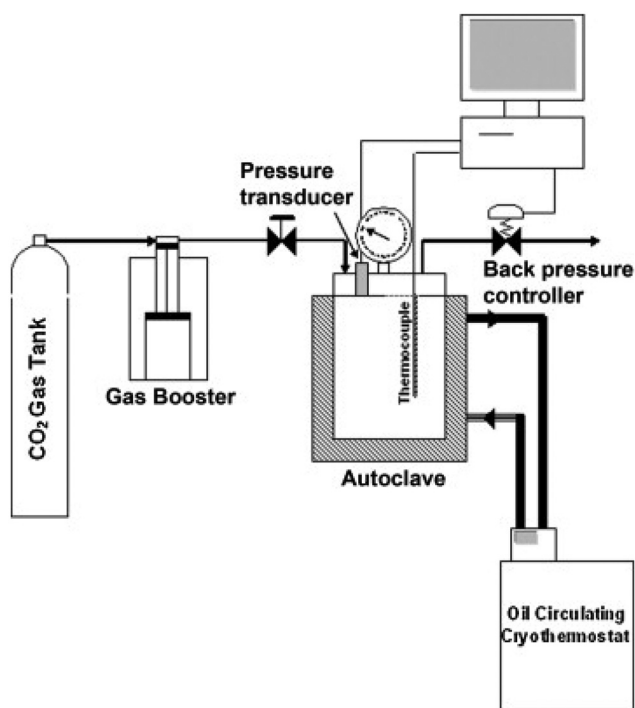 Pressure
transducer
Back pressure
controller
CO₂ Gas Tank
Gas Booster
Thermocouple
Autoclave
Oil Circulating
Cryothermostat